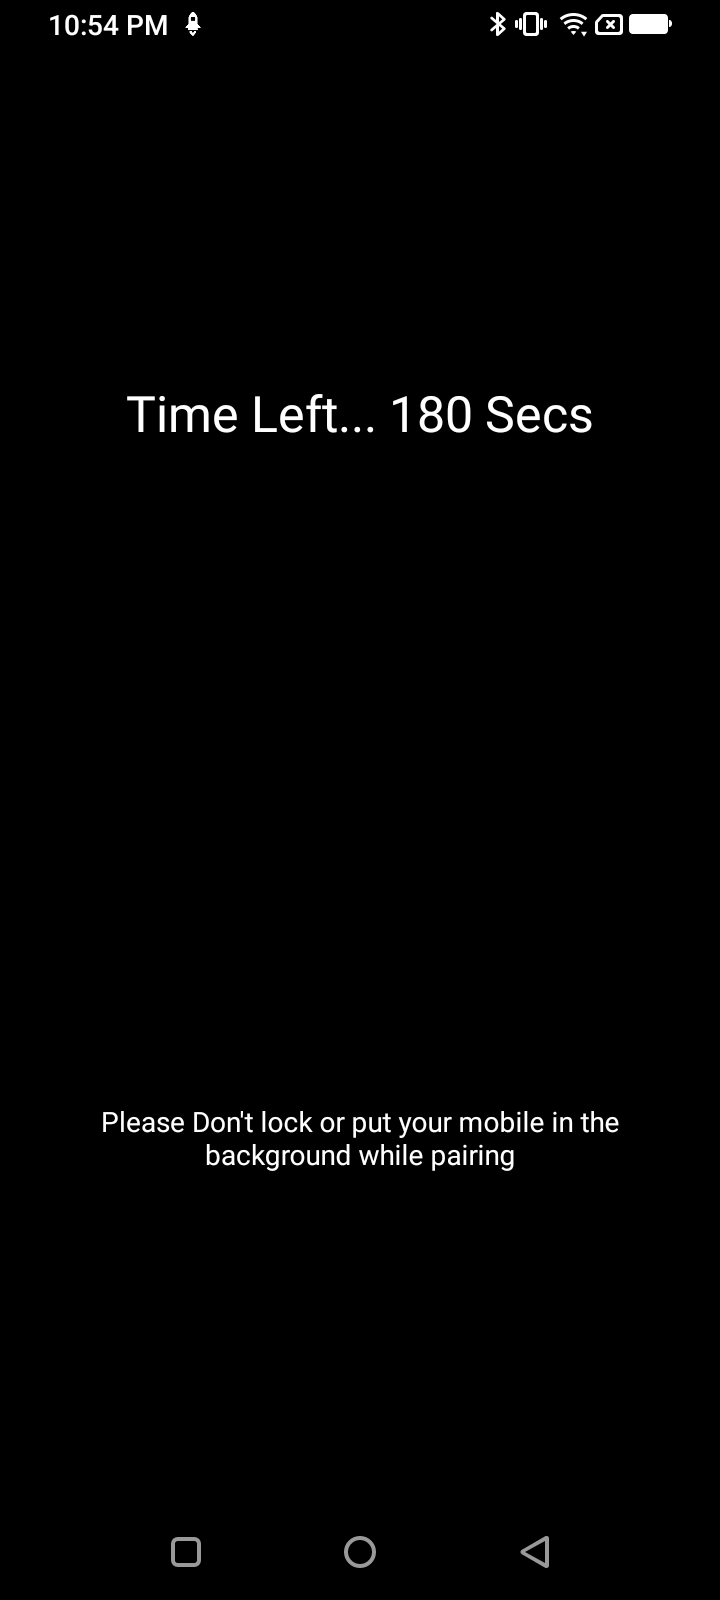 10:54 PM
Time Left... 180 Secs
Please Don't lock or put your mobile in the
background while pairing